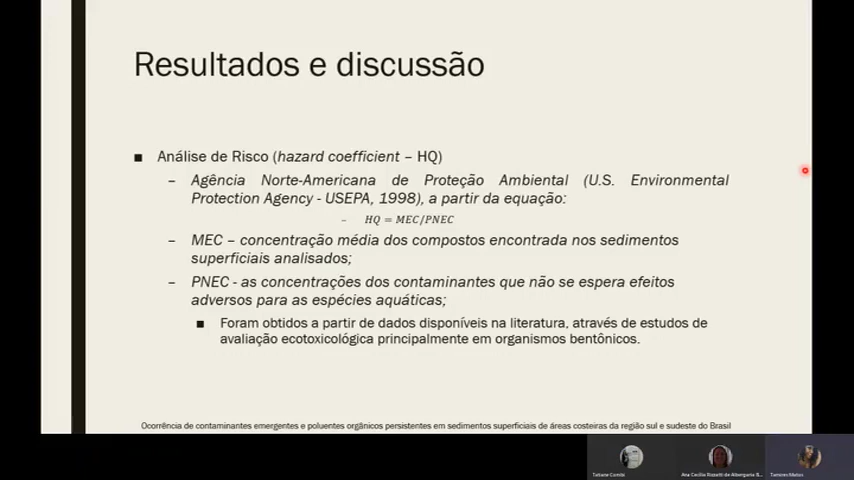 Resultados e discussão
■ Análise de Risco (hazard coefficient – HQ)
– Agência Norte-Americana de Proteção Ambiental (U.S. Environmental
Protection Agency - USEPA, 1998), a partir da equação:
– HQ = MEC/PNEC
– MEC – concentração média dos compostos encontrada nos sedimentos
superficiais analisados;
– PNEC - as concentrações dos contaminantes que não se espera efeitos
adversos para as espécies aquáticas;
■ Foram obtidos a partir de dados disponíveis na literatura, através de estudos de
avaliação ecotoxicológica principalmente em organismos bentônicos.
Ocorrência de contaminantes emergentes e poluentes orgânicos persistentes em sedimentos superficiais de áreas costeiras da região sul e sudeste do Brasil
Tatiane Combi
Ana Cecilia Rizzatti de Albergaria B...